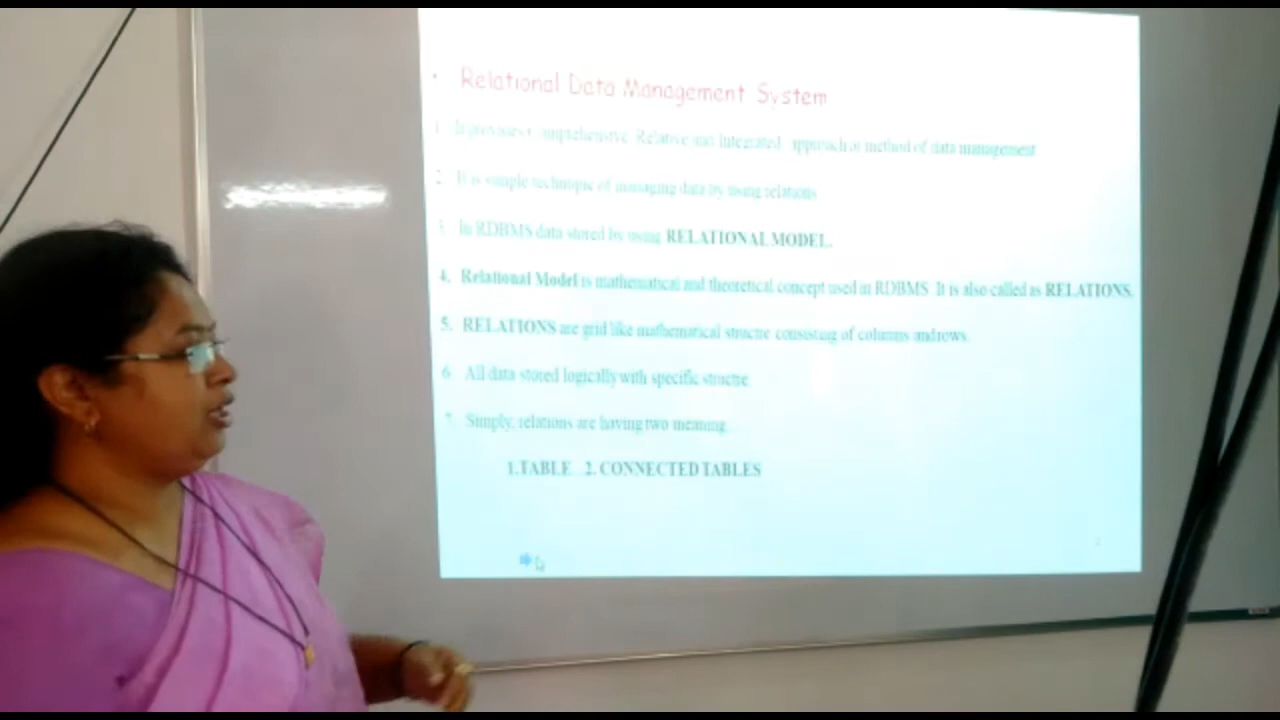 • Relational Data Management System
1. It provides comprehensive, Relative and Integrated approach or method of data management
2. It is simple technique of managing data by using relations
3. In RDBMS data stored by using RELATIONAL MODEL.
4. Relational Model is mathematical and theoretical concept used in RDBMS. It is also called as RELATIONS.
5. RELATIONS are grid like mathematical structre consisting of columns and rows.
6. All data stored logically with specific structre.
7. Simply, relations are having two meaning.
1.TABLE 2. CONNECTED TABLES